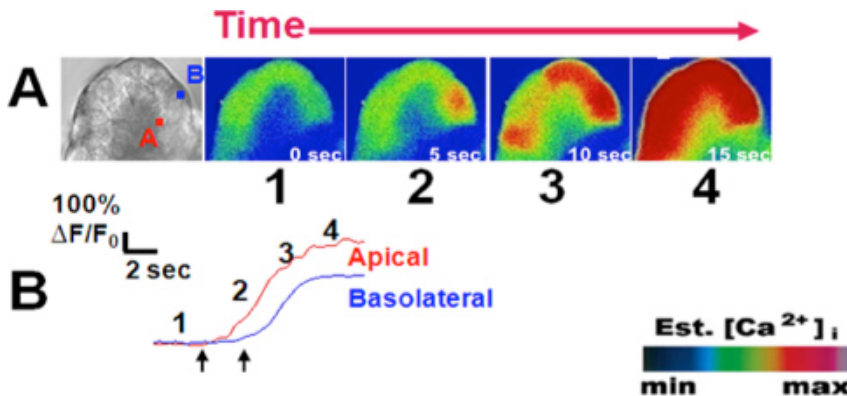 Time
A
B
A
0 sec
5 sec
10 sec
15 sec
1
2
3
4
100%
ΔF/F₀
2 sec
B
1
2
3
4
Apical
Basolateral
Est. [Ca²⁺]ᵢ
min
max